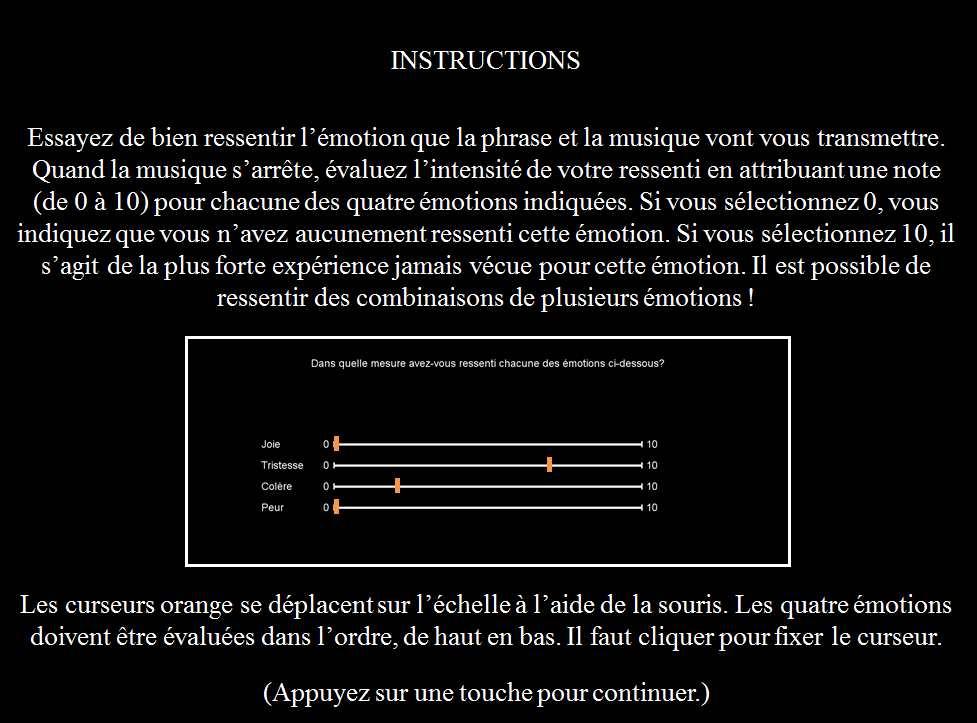 INSTRUCTIONS
Essayez de bien ressentir l’émotion que la phrase et la musique vont vous transmettre.
Quand la musique s’arrête, évaluez l’intensité de votre ressenti en attribuant une note
(de 0 à 10) pour chacune des quatre émotions indiquées. Si vous sélectionnez 0, vous
indiquez que vous n’avez aucunement ressenti cette émotion. Si vous sélectionnez 10, il
s’agit de la plus forte expérience jamais vécue pour cette émotion. Il est possible de
ressentir des combinaisons de plusieurs émotions !
Dans quelle mesure avez-vous ressenti chacune des émotions ci-dessous?
Joie 0 10
Tristesse 0 10
Colère 0 10
Peur 0 10
Les curseurs orange se déplacent sur l’échelle à l’aide de la souris. Les quatre émotions
doivent être évaluées dans l’ordre, de haut en bas. Il faut cliquer pour fixer le curseur.
(Appuyez sur une touche pour continuer.)